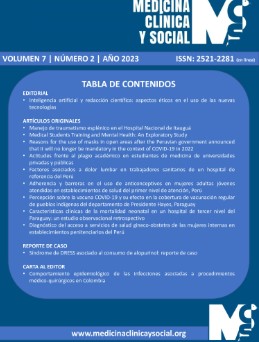 MEDICINA
CLÍNICA
Y SOCIAL
VOLUMEN 7 | NÚMERO 2 | AÑO 2023
ISSN: 2521-2281 (en línea)
TABLA DE CONTENIDOS
EDITORIAL
• Inteligencia artificial y redacción científica: aspectos éticos en el uso de las nuevas
tecnologías
ARTÍCULOS ORIGINALES
• Manejo de traumatismo esplénico en el Hospital Nacional de Itauguá
• Medical Students Training and Mental Health: An Exploratory Study
• Reasons for the use of masks in open areas after the Peruvian government announced
that it will no longer be mandatory in the context of COVID-19 in 2022
• Actitudes frente al plagio académico en estudiantes de medicina de universidades
privadas y públicas
• Factores asociados a dolor lumbar en trabajadores sanitarios de un hospital de
referencia del Perú
• Adherencia y barreras en el uso de anticonceptivos en mujeres adultas jóvenes
atendidas en establecimientos de salud del primer nivel de atención, Perú
• Percepción sobre la vacuna COVID-19 y su efecto en la cobertura de vacunación regular
de pueblos indígenas del departamento de Presidente Hayes, Paraguay
• Características clínicas de la mortalidad neonatal en un hospital de tercer nivel del
Paraguay: un estudio observacional retrospectivo
• Diagnóstico del acceso a servicios de salud gineco-obstetra de las mujeres internas en
establecimientos penitenciarios del Perú
REPORTE DE CASO
• Síndrome de DRESS asociado al consumo de alopurinol: reporte de caso
CARTA AL EDITOR
• Comportamiento epidemiológico de las infecciones asociadas a procedimientos
médico-quirúrgicos en Colombia
www.medicinaclinicaysocial.org